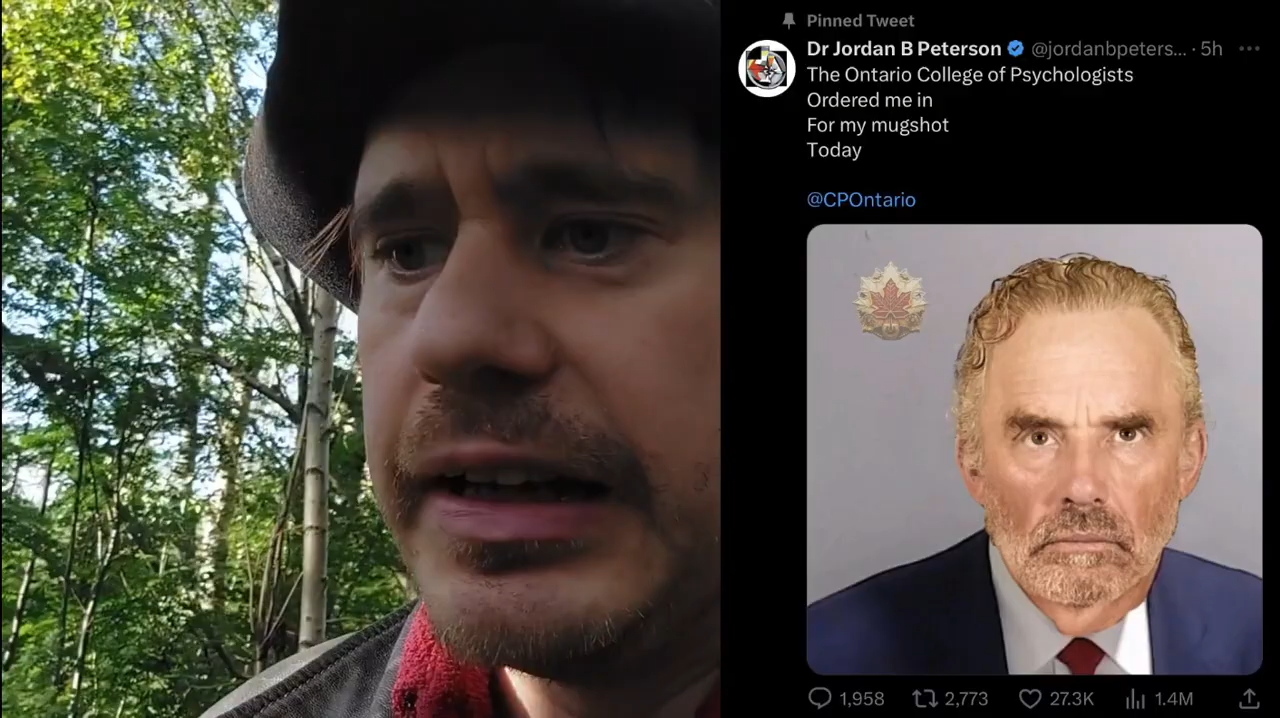 Pinned Tweet
Dr Jordan B Peterson @jordanbpeters... · 5h
The Ontario College of Psychologists
Ordered me in
For my mugshot
Today
@CPOntario
1,958 2,773 27.3K 1.4M